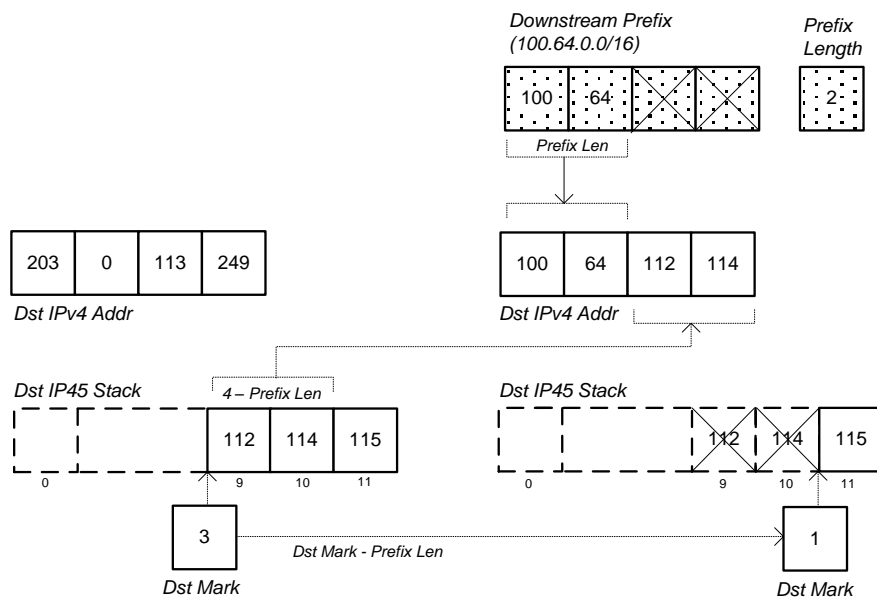 Downstream Prefix Prefix
(100.64.0.0/16) Length
100 64 2
Prefix Len
203 0 113 249 100 64 112 114
Dst IPv4 Addr Dst IPv4 Addr
Dst IP45 Stack 4 – Prefix Len Dst IP45 Stack
112 114 115 112 114 115
0 9 10 11 0 9 10 11
3 Dst Mark - Prefix Len 1
Dst Mark Dst Mark